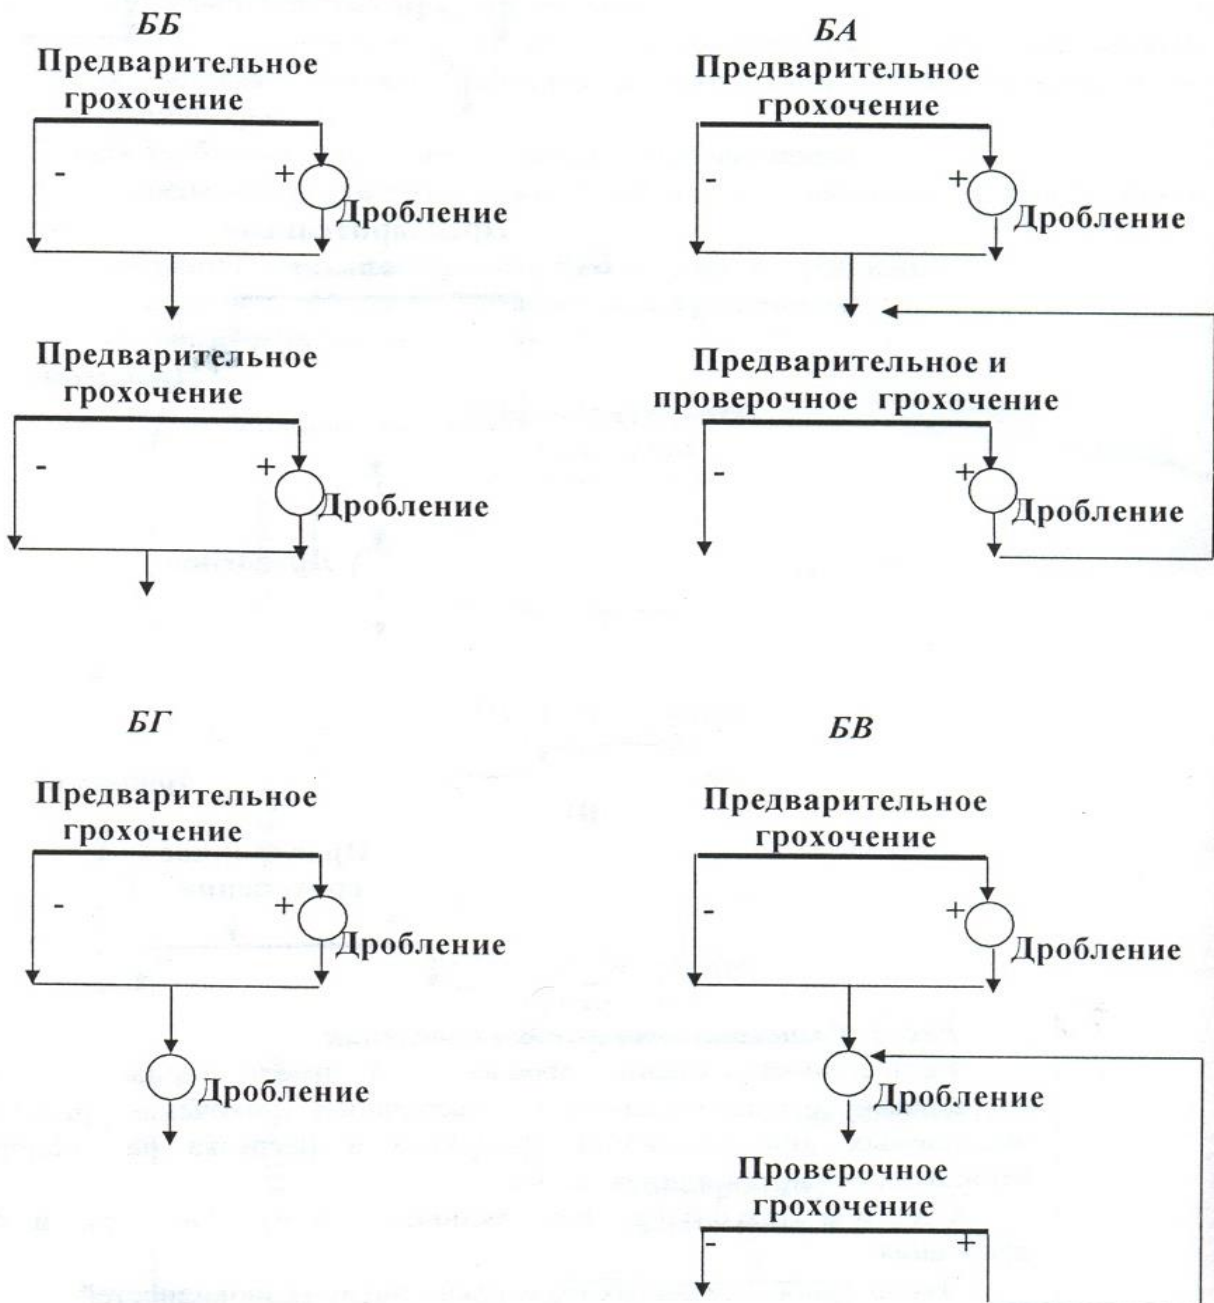 ББ
Предварительное
грохочение
-
+
Дробление
Предварительное
грохочение
-
+
Дробление
БА
Предварительное
грохочение
-
+
Дробление
Предварительное и
проверочное грохочение
-
+
Дробление
БГ
Предварительное
грохочение
-
+
Дробление
Дробление
БВ
Предварительное
грохочение
-
+
Дробление
Дробление
Проверочное
грохочение
-
+